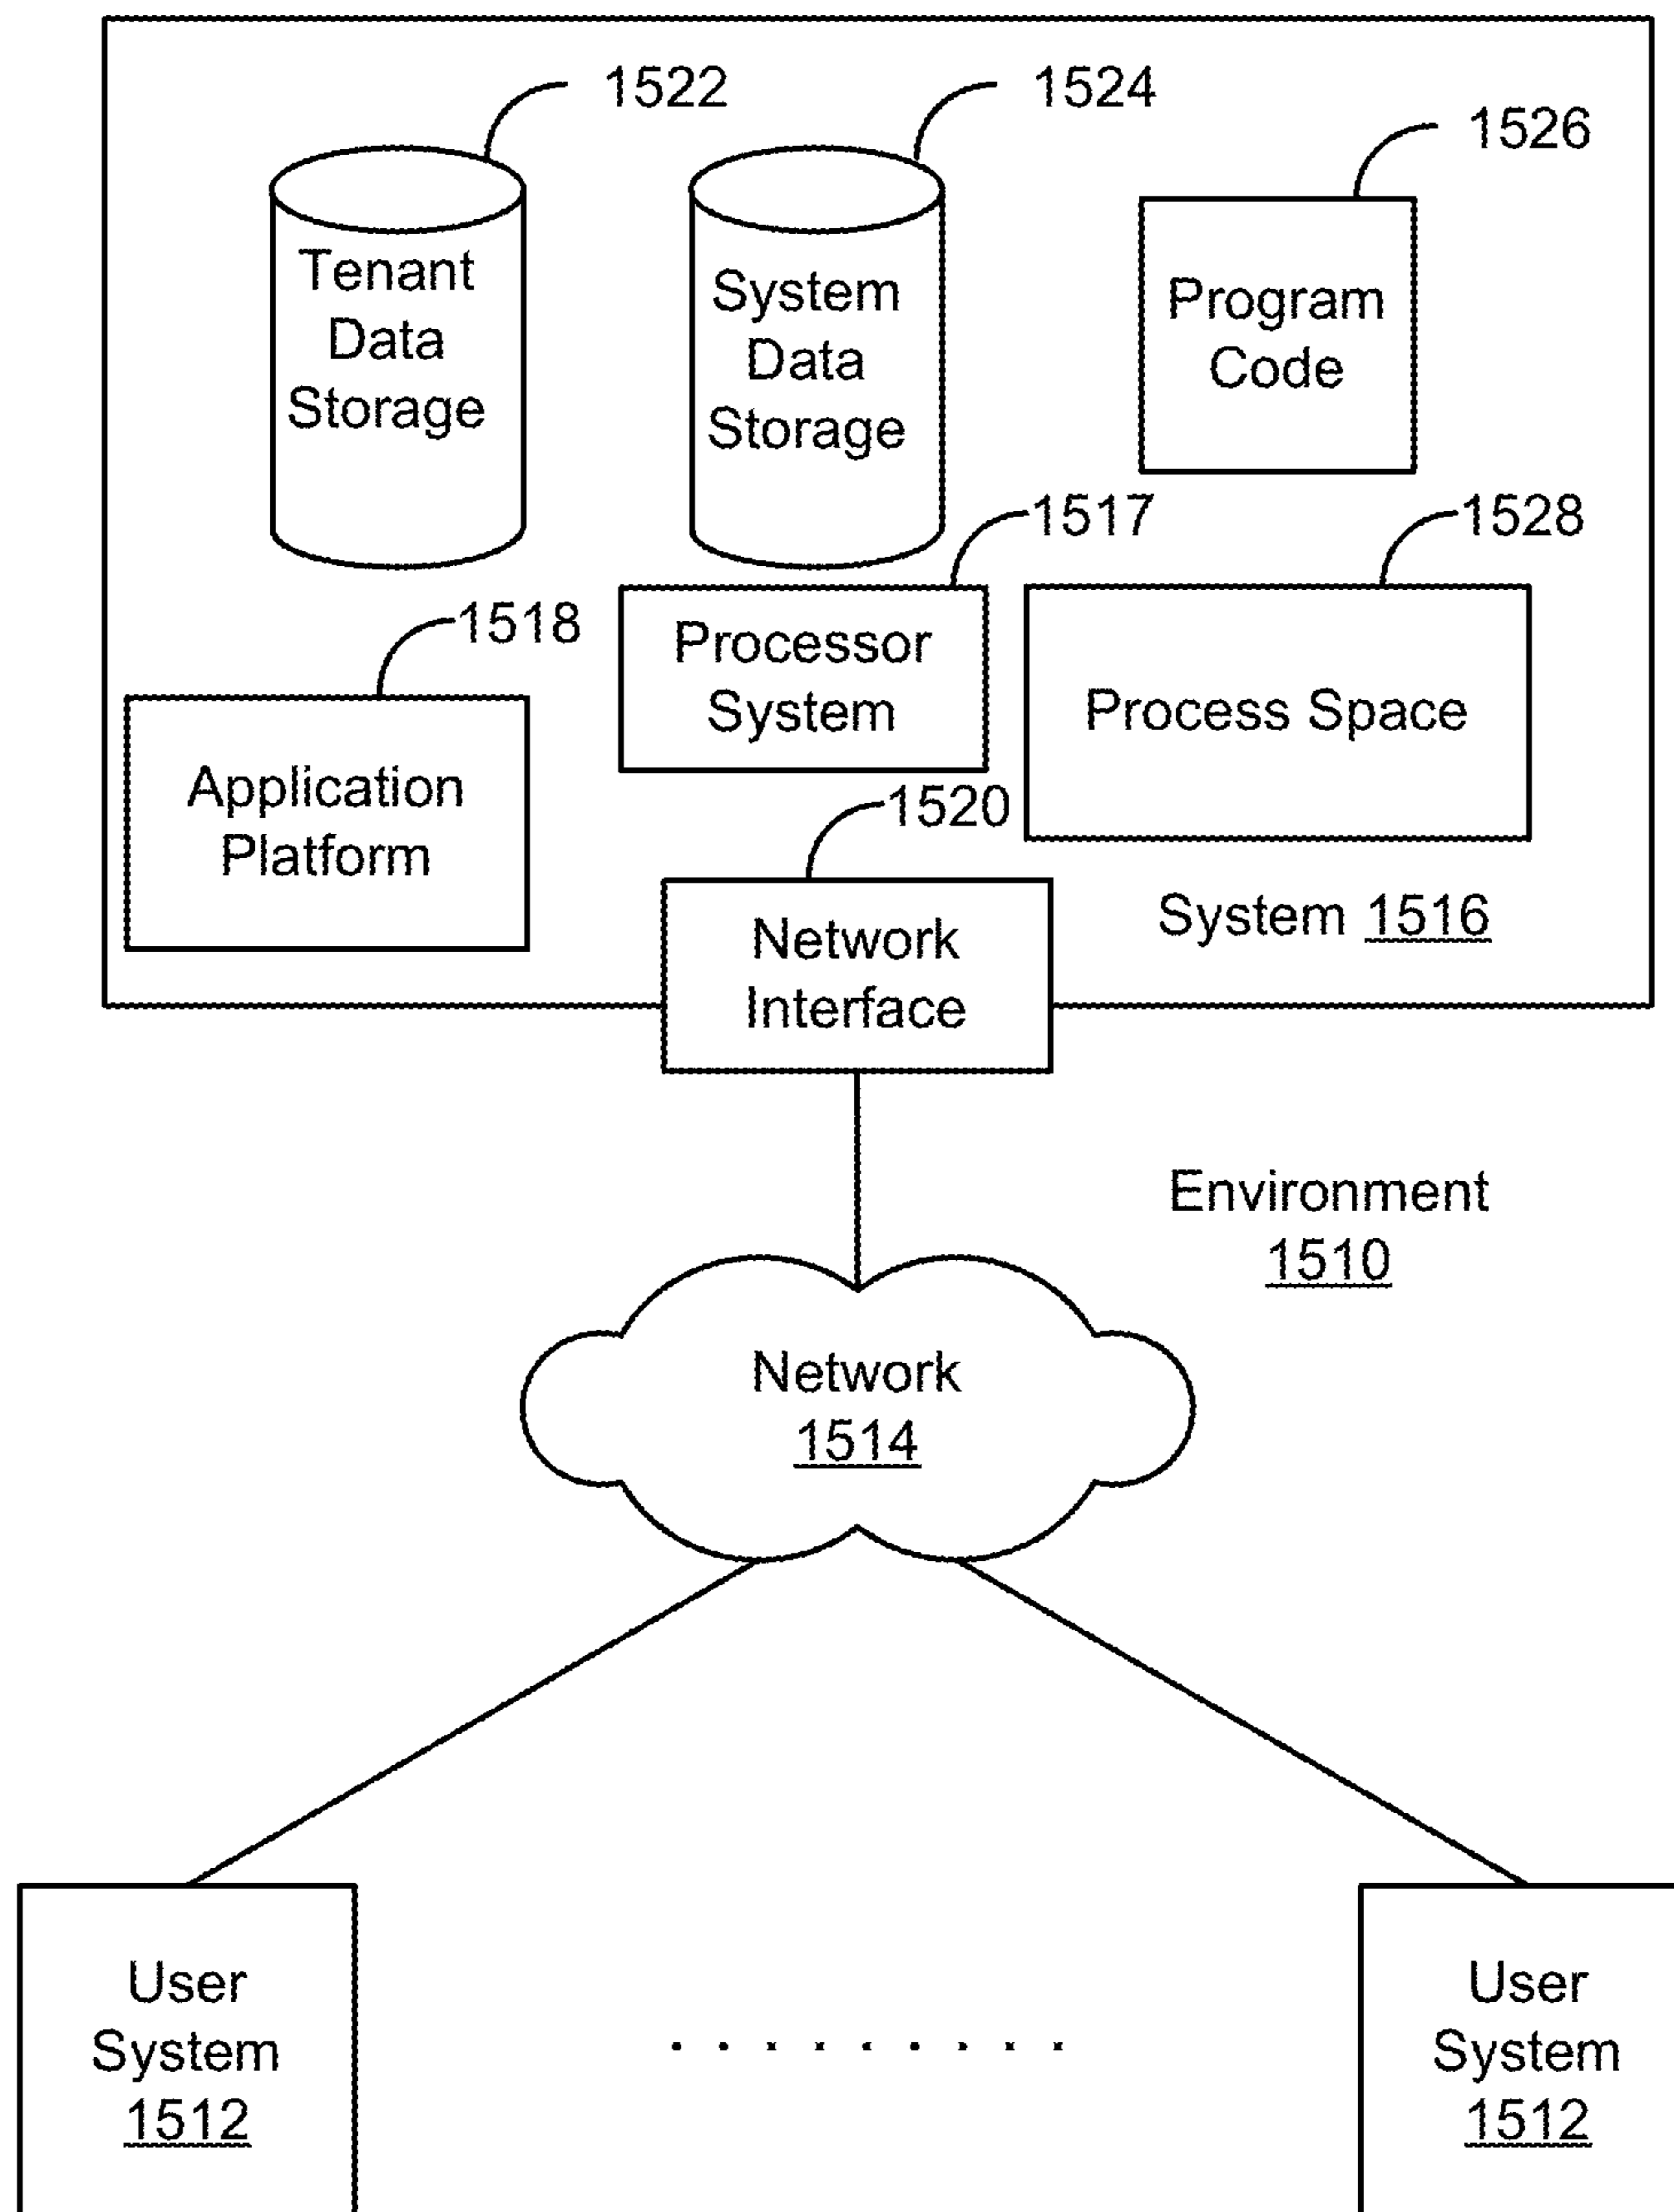 1522
1524
1526
Tenant
Data
Storage
System
Data
Storage
Program
Code
1517
1528
1518
Processor
System
Process Space
Application
Platform
1520
Network
Interface
System 1516
Environment
1510
Network
1514
User
System
1512
User
System
1512